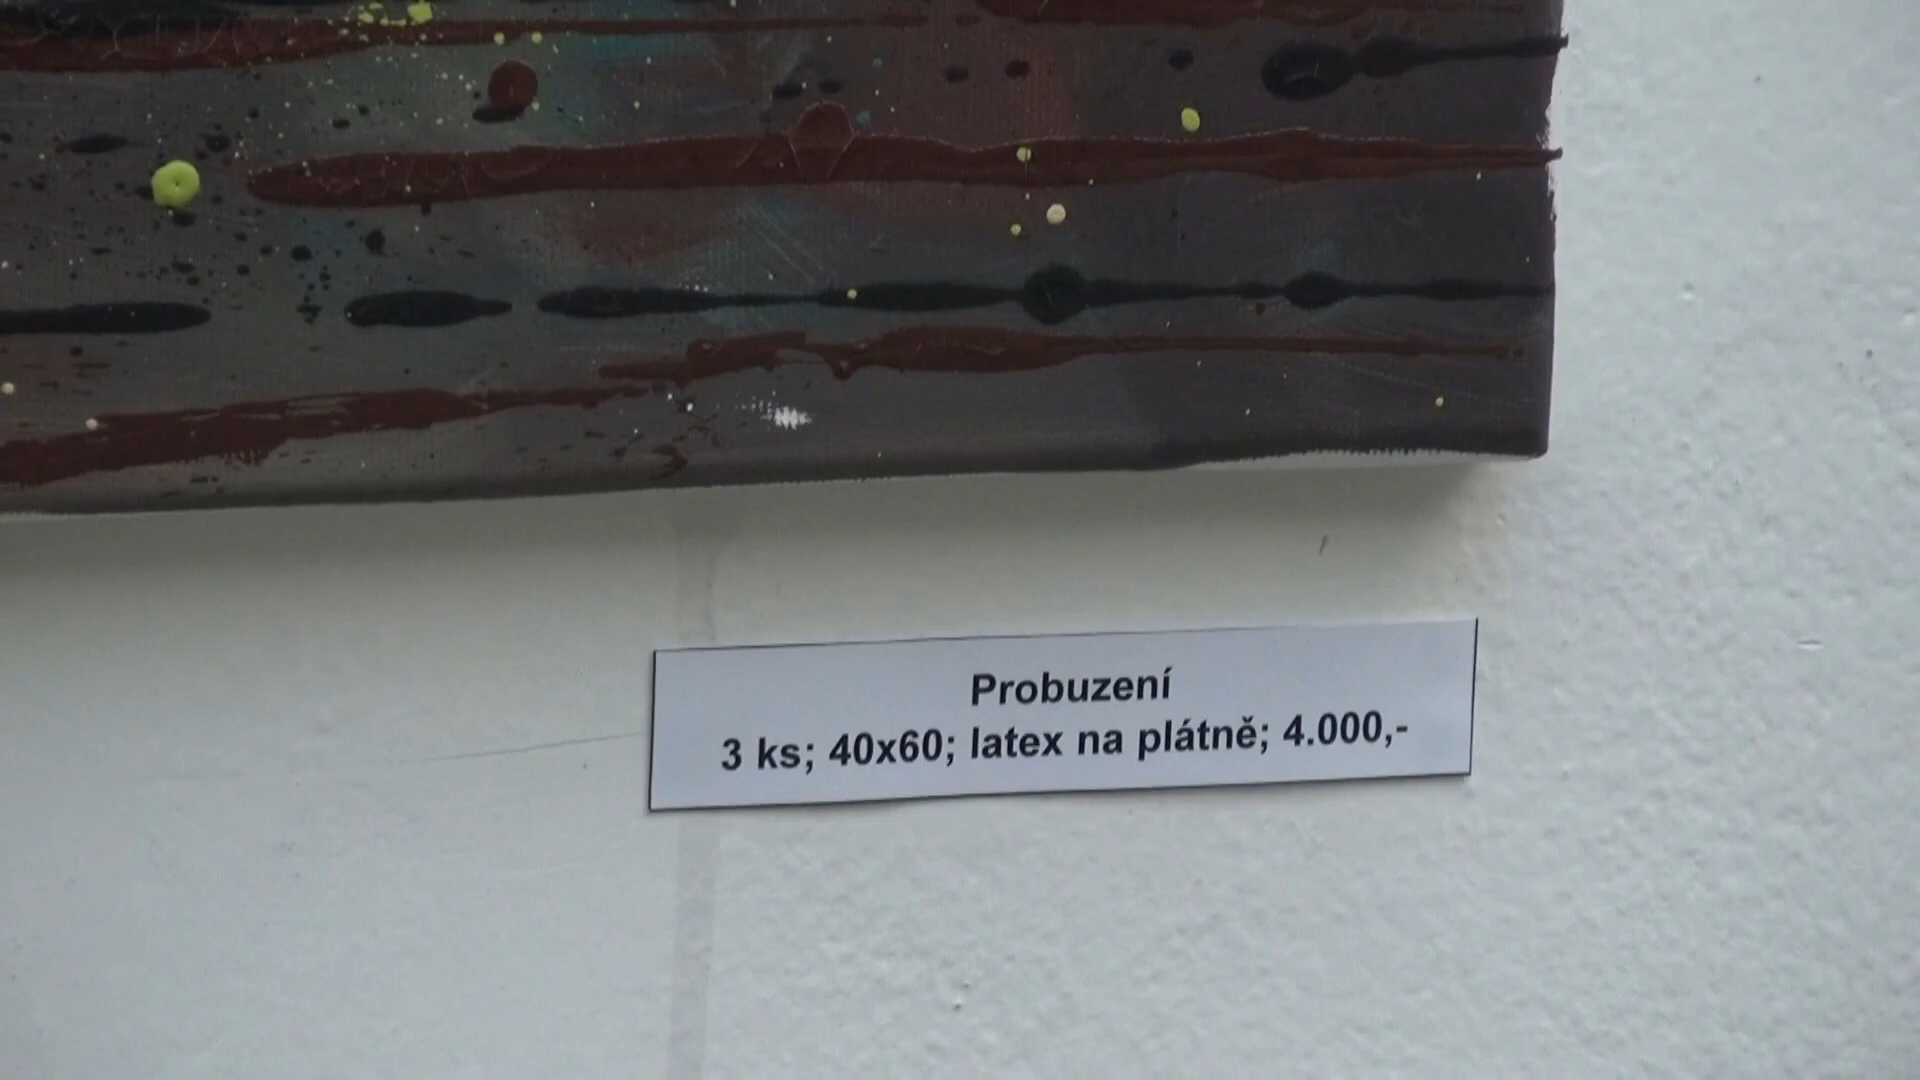 Probuzení
3 ks; 40x60; latex na plátně; 4.000,-